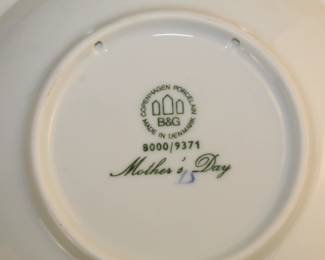 COPENHAGEN PORCELAIN
B&G
MADE IN DENMARK
8000/9371
Mother's Day